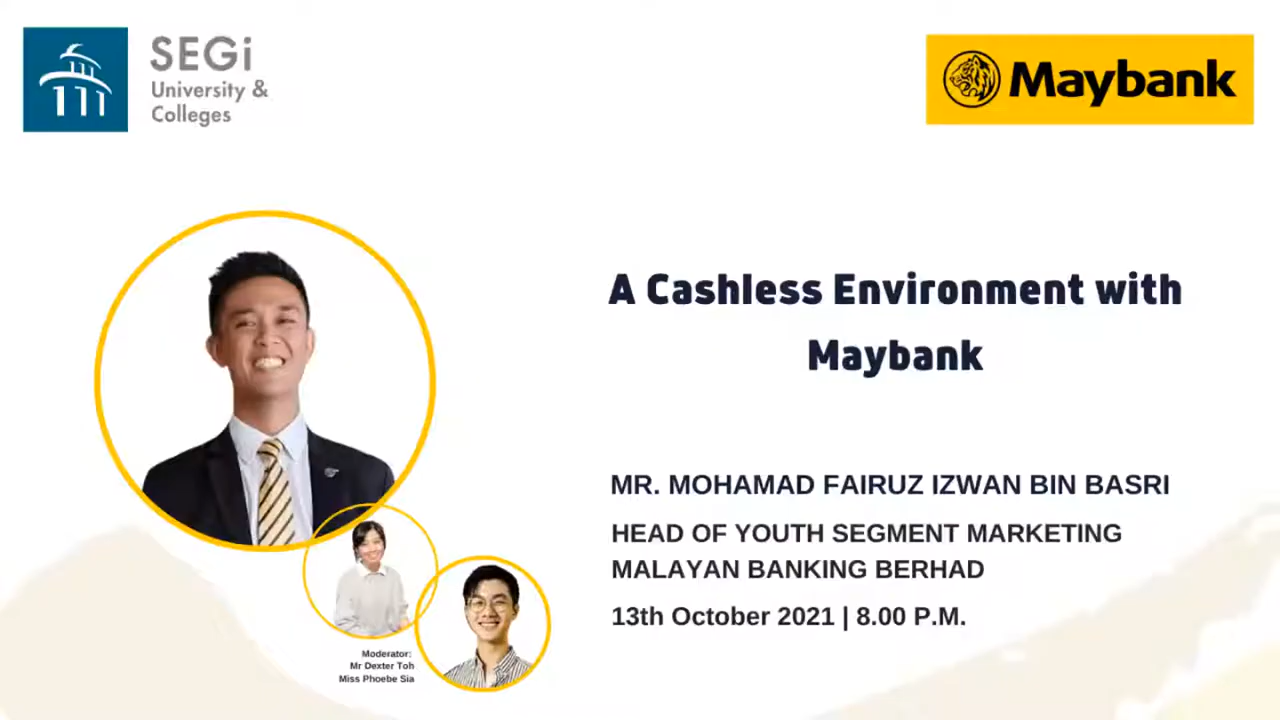 SEGi
University &
Colleges
Maybank
A Cashless Environment with
Maybank
MR. MOHAMAD FAIRUZ IZWAN BIN BASRI
HEAD OF YOUTH SEGMENT MARKETING
MALAYAN BANKING BERHAD
13th October 2021 | 8.00 P.M.
Moderator:
Mr Dexter Toh
Miss Phoebe Sia